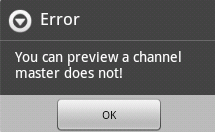 Error
You can preview a channel
master does not!
OK